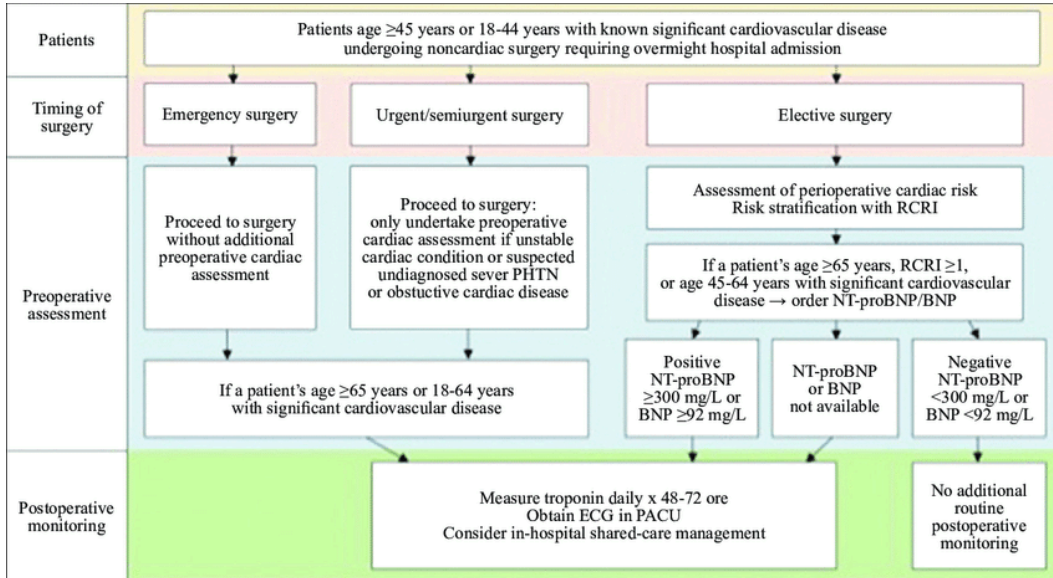 Patients
Patients age ≥45 years or 18-44 years with known significant cardiovascular disease
undergoing noncardiac surgery requiring overnight hospital admission
Timing of
surgery
Emergency surgery
Urgent/semiurgent surgery
Elective surgery
Preoperative
assessment
Proceed to surgery
without additional
preoperative cardiac
assessment
Proceed to surgery:
only undertake preoperative
cardiac assessment if unstable
cardiac condition or suspected
undiagnosed sever PHTN
or obstuctive cardiac disease
Assessment of perioperative cardiac risk
Risk stratification with RCRI
If a patient's age ≥65 years, RCRI ≥1,
or age 45-64 years with significant cardiovascular
disease → order NT-proBNP/BNP
If a patient's age ≥65 years or 18-64 years
with significant cardiovascular disease
Positive
NT-proBNP
≥300 mg/L or
BNP ≥92 mg/L
NT-proBNP
or BNP
not available
Negative
NT-proBNP
<300 mg/L or
BNP <92 mg/L
Postoperative
monitoring
Measure troponin daily x 48-72 ore
Obtain ECG in PACU
Consider in-hospital shared-care management
No additional
routine
postoperative
monitoring